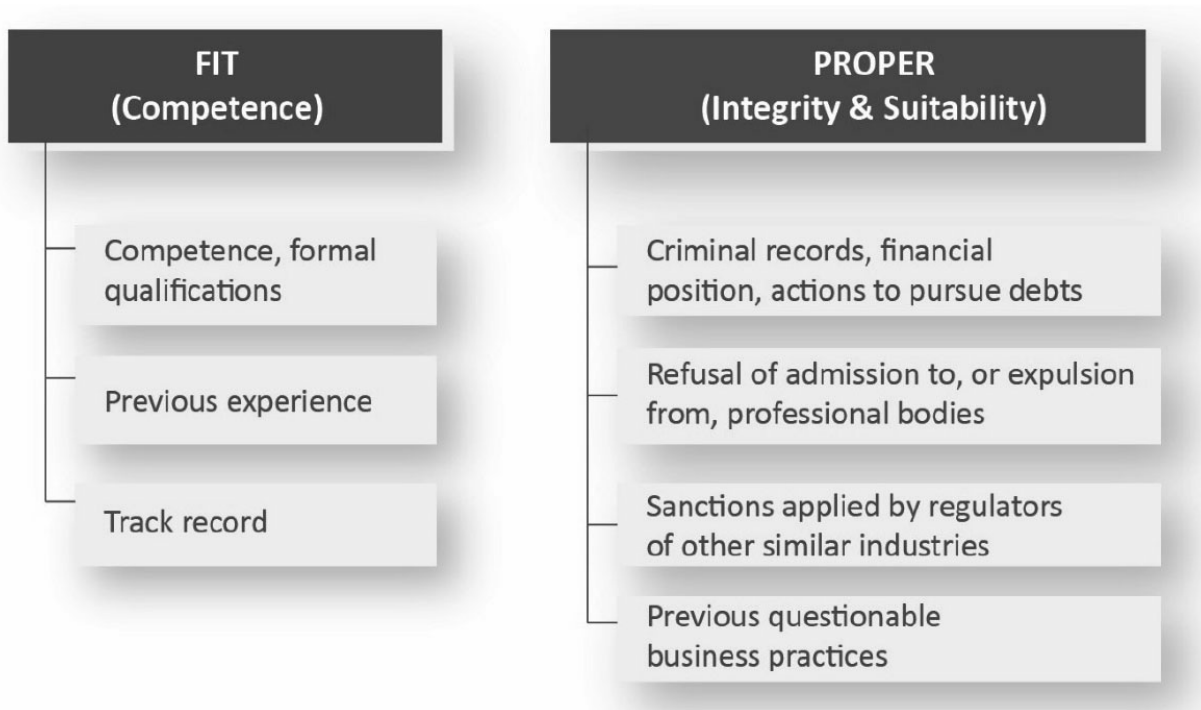 FIT
(Competence)
Competence, formal
qualifications
Previous experience
Track record
PROPER
(Integrity & Suitability)
Criminal records, financial
position, actions to pursue debts
Refusal of admission to, or expulsion
from, professional bodies
Sanctions applied by regulators
of other similar industries
Previous questionable
business practices